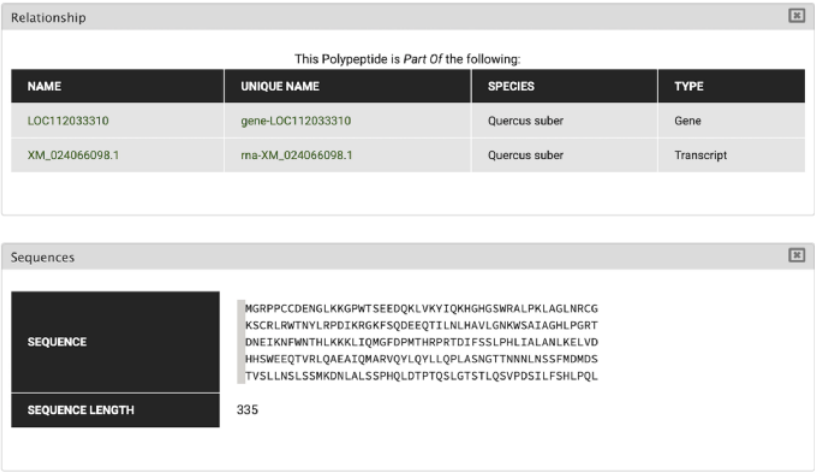 Relationship
This Polypeptide is Part Of the following:
NAME UNIQUE NAME SPECIES TYPE
LOC112033310 gene-LOC112033310 Quercus suber Gene
XM_024066098.1 rna-XM_024066098.1 Quercus suber Transcript
Sequences
SEQUENCE
MGRPPCCDENGLKKGPWTSEEDQKLVKYIQKHGHGSWRALPKLAGLNRCG
KSCRLRWTNYLRPDIKRGKFSQDEEQTILNLHAVLGNKWSAIAGHLPGRT
DNEIKNFWNTHLKKKLIQMGFDPMTHRPRTDIFSSLPHLIALANLKELVD
HHSWEEQTVRLQAEAIQMARVQYLQYLLQPLASNGTTNNNLNSSFMDMDS
TVSLLNSLSSMKDNLALSSPHQLDTPTQSLGTSTLQSVPDSILFSHLPQL
SEQUENCE LENGTH 335